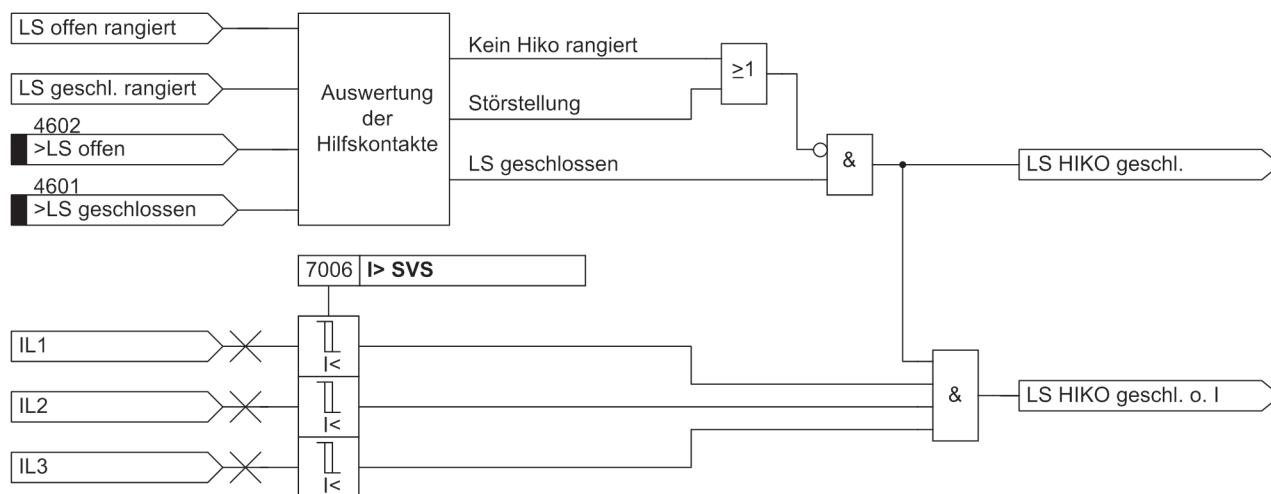 LS offen rangiert
LS geschl. rangiert
4602
>LS offen
4601
>LS geschlossen
Auswertung
der
Hilfskontakte
Kein Hiko rangiert
Störstellung
LS geschlossen
≥1
&
LS HIKO geschl.
7006 I> SVS
IL1
I<
IL2
I<
IL3
I<
&
LS HIKO geschl. o. I